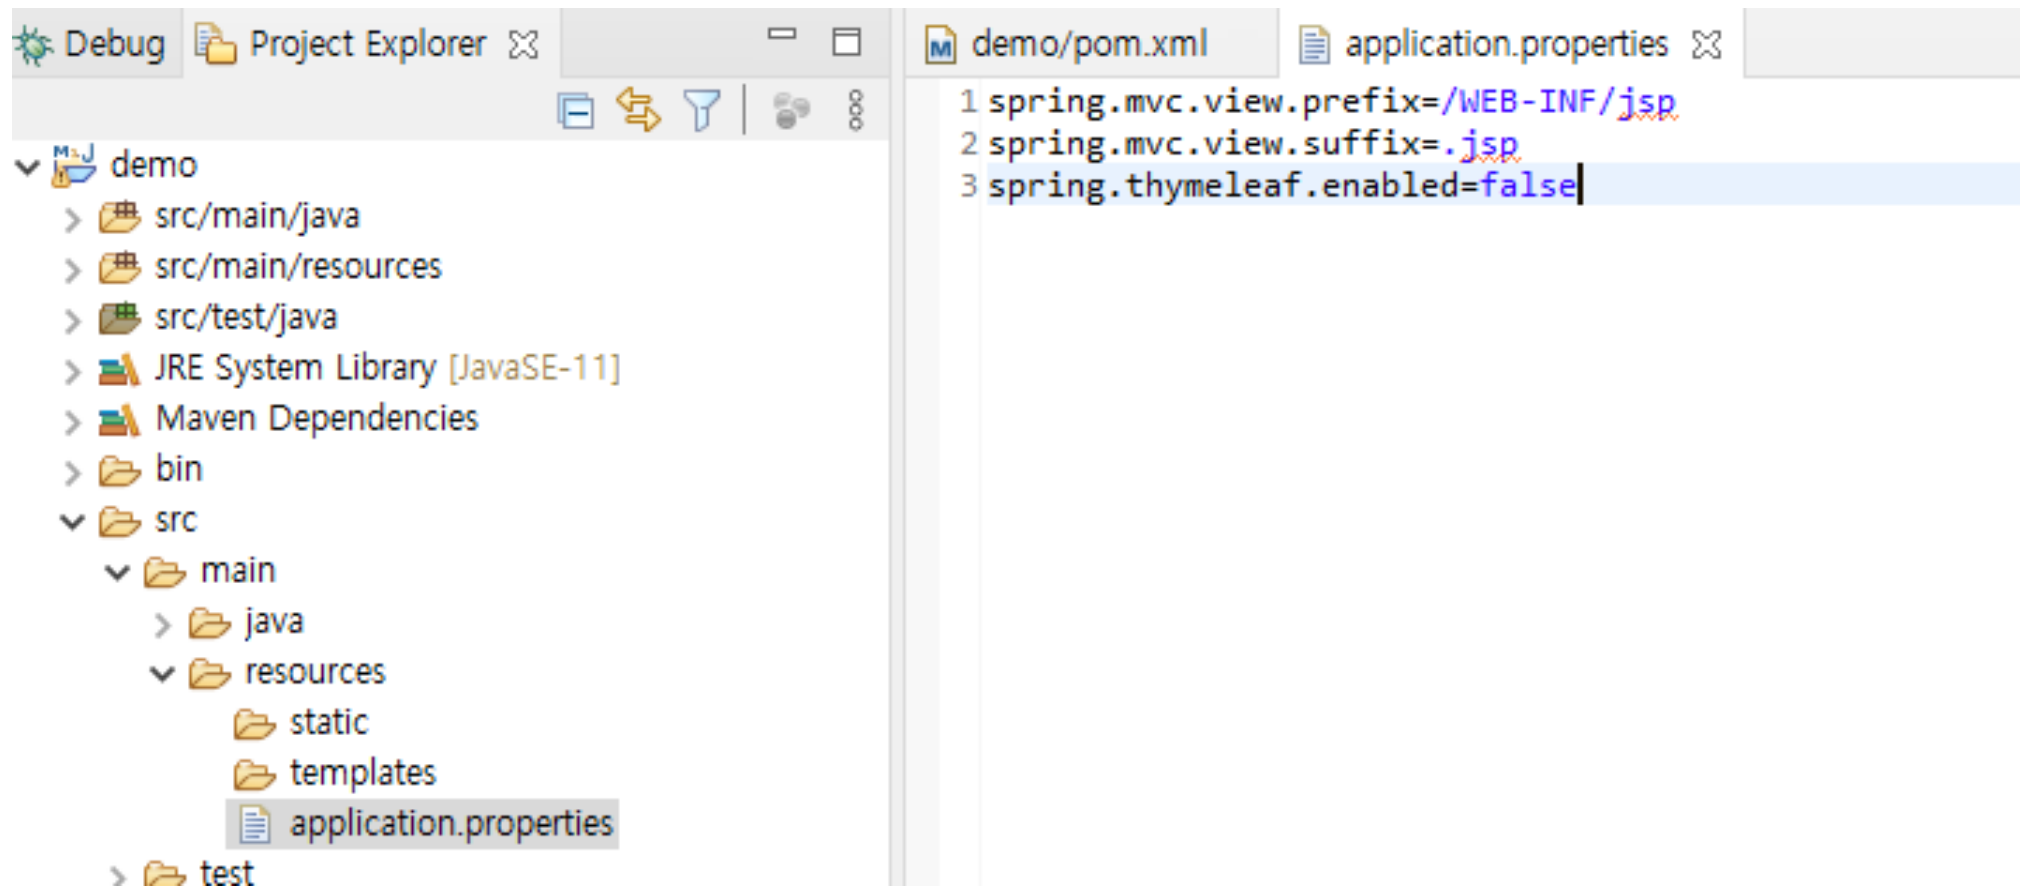 Debug Project Explorer
demo
src/main/java
src/main/resources
src/test/java
JRE System Library [JavaSE-11]
Maven Dependencies
bin
src
main
java
resources
static
templates
application.properties
test
demo/pom.xml application.properties
1 spring.mvc.view.prefix=/WEB-INF/jsp
2 spring.mvc.view.suffix=.jsp
3 spring.thymeleaf.enabled=false